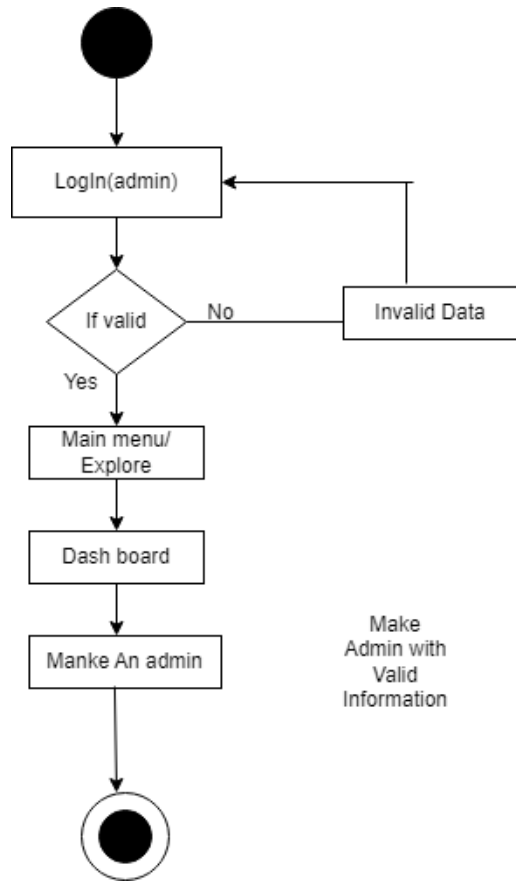 LogIn(admin)
If valid
No
Invalid Data
Yes
Main menu/
Explore
Dash board
Manke An admin
Make
Admin with
Valid
Information